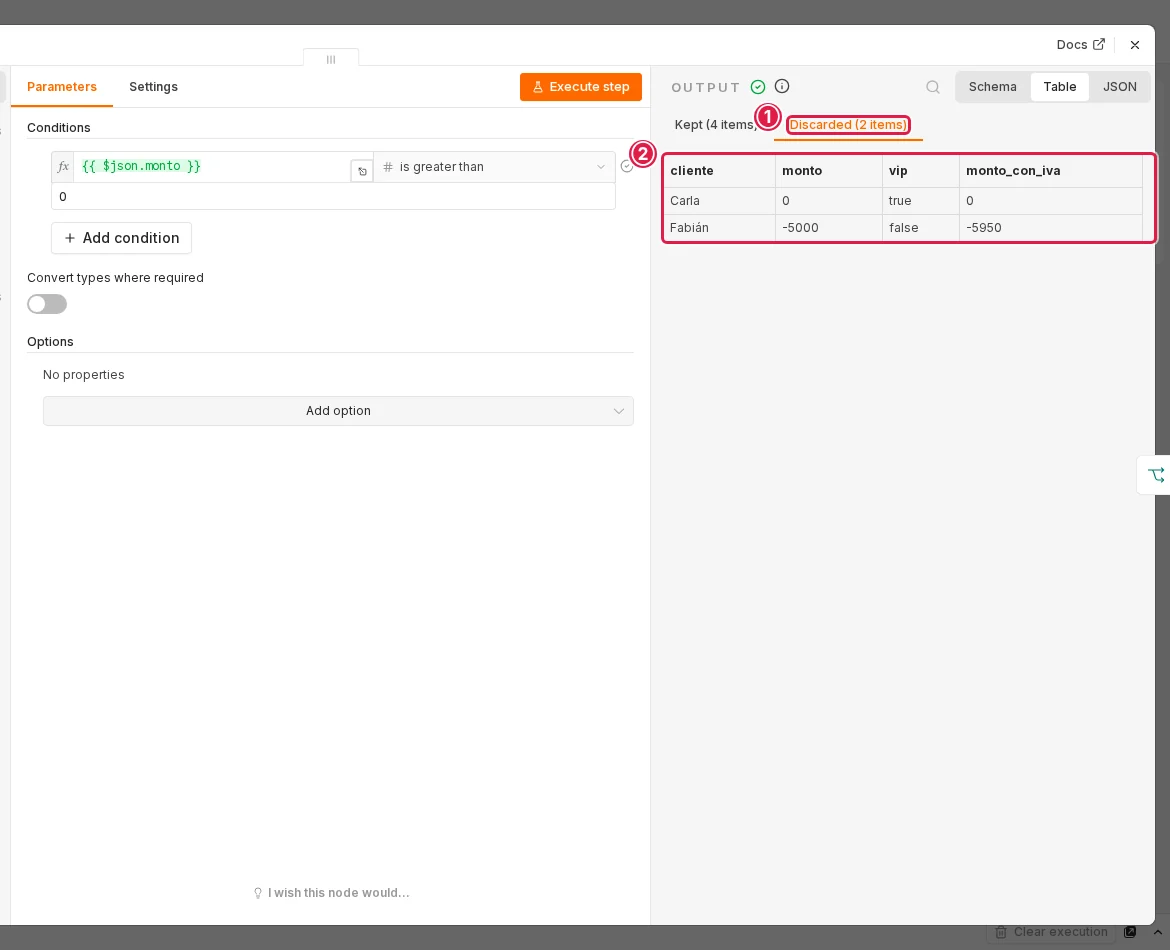 Docs
Parameters
Settings
Execute step
OUTPUT
Schema
Table
JSON
Kept (4 items)
1
Discarded (2 items)
2
Conditions
fx
{{ $json.monto }}
# is greater than
0
Add condition
Convert types where required
Options
No properties
Add option
cliente monto vip monto_con_iva
Carla 0 true 0
Fabián -5000 false -5950
I wish this node would...
Clear execution